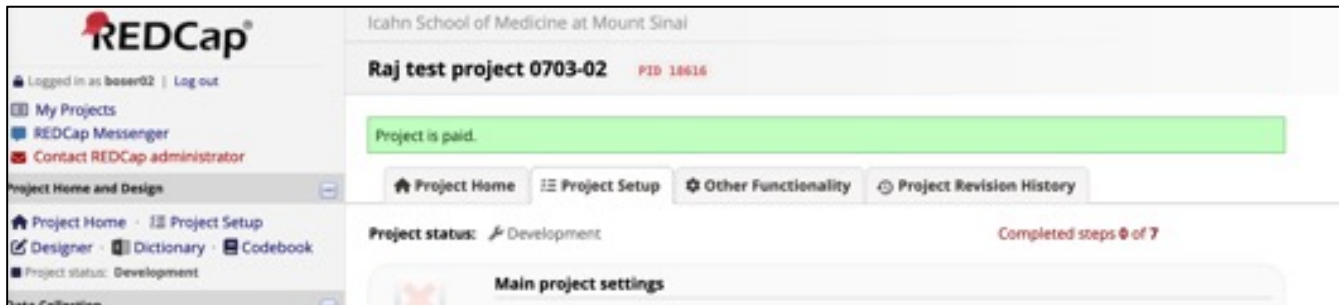 REDCap®
Logged in as boser02 | Log out
My Projects
REDCap Messenger
Contact REDCap administrator
Project Home and Design
Project Home · Project Setup
Designer · Dictionary · Codebook
Project status: Development
Data Collection
Icahn School of Medicine at Mount Sinai
Raj test project 0703-02 PID 18616
Project is paid.
Project Home Project Setup Other Functionality Project Revision History
Project status: Development Completed steps 0 of 7
Main project settings